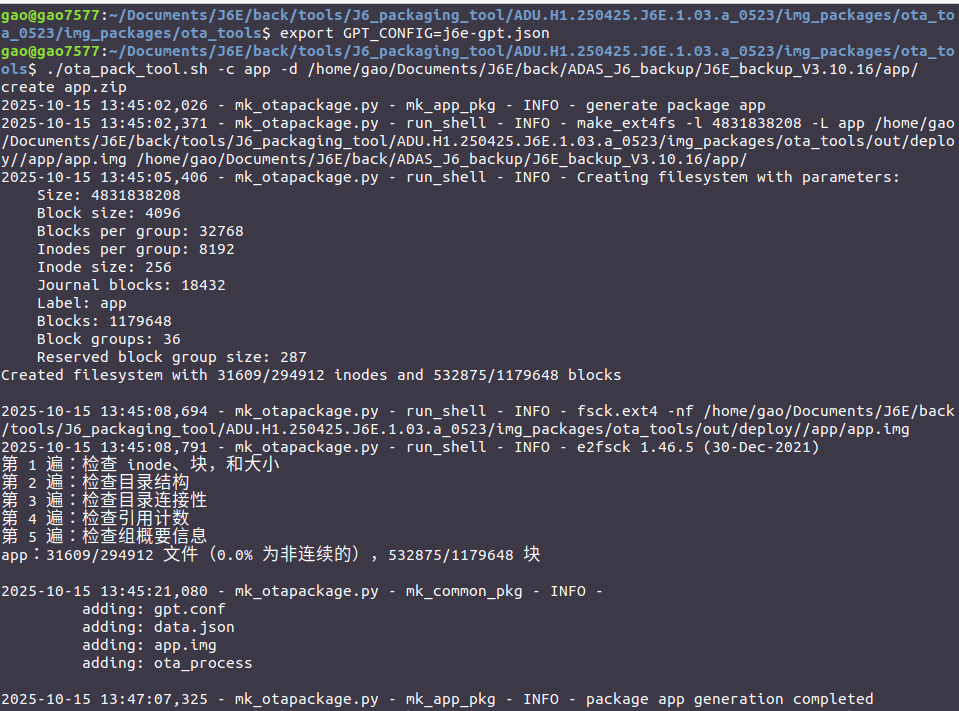 gao@gao7577:~/Documents/J6E/back/tools/J6_packaging_tool/ADU.H1.250425.J6E.1.03.a_0523/img_packages/ota_to
a_0523/img_packages/ota_tools$ export GPT_CONFIG=j6e-gpt.json
gao@gao7577:~/Documents/J6E/back/tools/J6_packaging_tool/ADU.H1.250425.J6E.1.03.a_0523/img_packages/ota_to
ols$ ./ota_pack_tool.sh -c app -d /home/gao/Documents/J6E/back/ADAS_J6_backup/J6E_backup_V3.10.16/app/
create app.zip
2025-10-15 13:45:02,026 - mk_otapackage.py - mk_app_pkg - INFO - generate package app
2025-10-15 13:45:02,371 - mk_otapackage.py - run_shell - INFO - make_ext4fs -l 4831838208 -L app /home/gao
/Documents/J6E/back/tools/J6_packaging_tool/ADU.H1.250425.J6E.1.03.a_0523/img_packages/ota_tools/out/deplo
y//app/app.img /home/gao/Documents/J6E/back/ADAS_J6_backup/J6E_backup_V3.10.16/app/
2025-10-15 13:45:05,406 - mk_otapackage.py - run_shell - INFO - Creating filesystem with parameters:
    Size: 4831838208
    Block size: 4096
    Blocks per group: 32768
    Inodes per group: 8192
    Inode size: 256
    Journal blocks: 18432
    Label: app
    Blocks: 1179648
    Block groups: 36
    Reserved block group size: 287
Created filesystem with 31609/294912 inodes and 532875/1179648 blocks
2025-10-15 13:45:08,694 - mk_otapackage.py - run_shell - INFO - fsck.ext4 -nf /home/gao/Documents/J6E/back
/tools/J6_packaging_tool/ADU.H1.250425.J6E.1.03.a_0523/img_packages/ota_tools/out/deploy//app/app.img
2025-10-15 13:45:08,791 - mk_otapackage.py - run_shell - INFO - e2fsck 1.46.5 (30-Dec-2021)
第 1 遍：检查 inode、块，和大小
第 2 遍：检查目录结构
第 3 遍：检查目录连接性
第 4 遍：检查引用计数
第 5 遍：检查组概要信息
app：31609/294912 文件（0.0% 为非连续的），532875/1179648 块
2025-10-15 13:45:21,080 - mk_otapackage.py - mk_common_pkg - INFO -
         adding: gpt.conf
         adding: data.json
         adding: app.img
         adding: ota_process
2025-10-15 13:47:07,325 - mk_otapackage.py - mk_app_pkg - INFO - package app generation completed